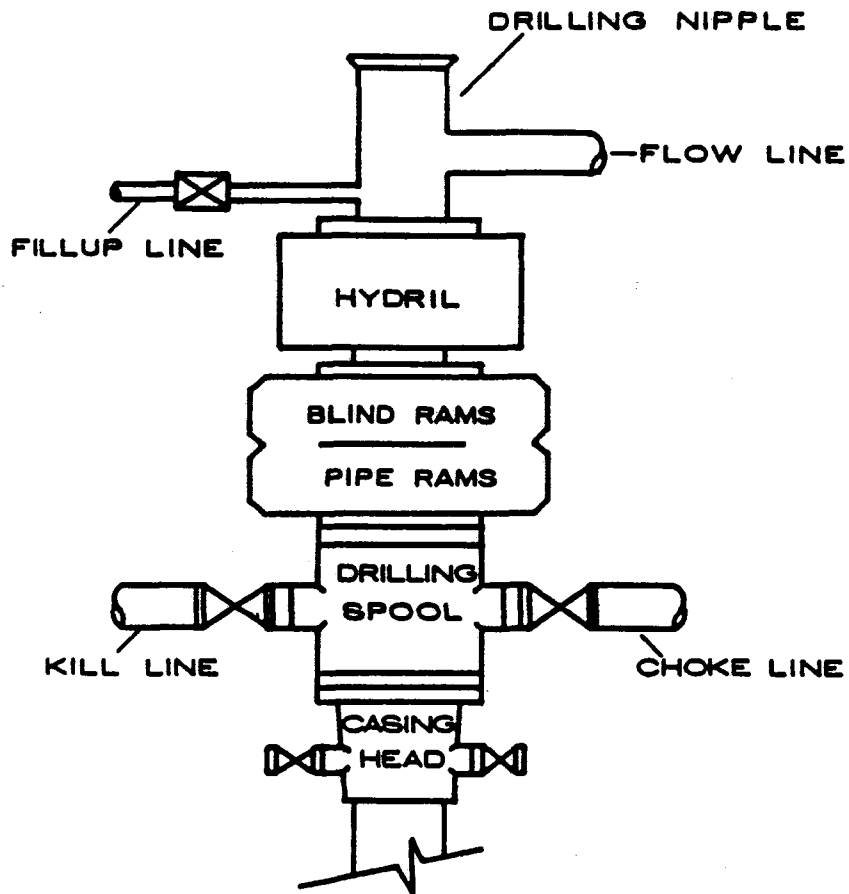 DRILLING NIPPLE
FLOW LINE
FILLUP LINE
HYDRIL
BLIND RAMS
PIPE RAMS
DRILLING
SPOOL
KILL LINE
CHOKE LINE
CASING
HEAD